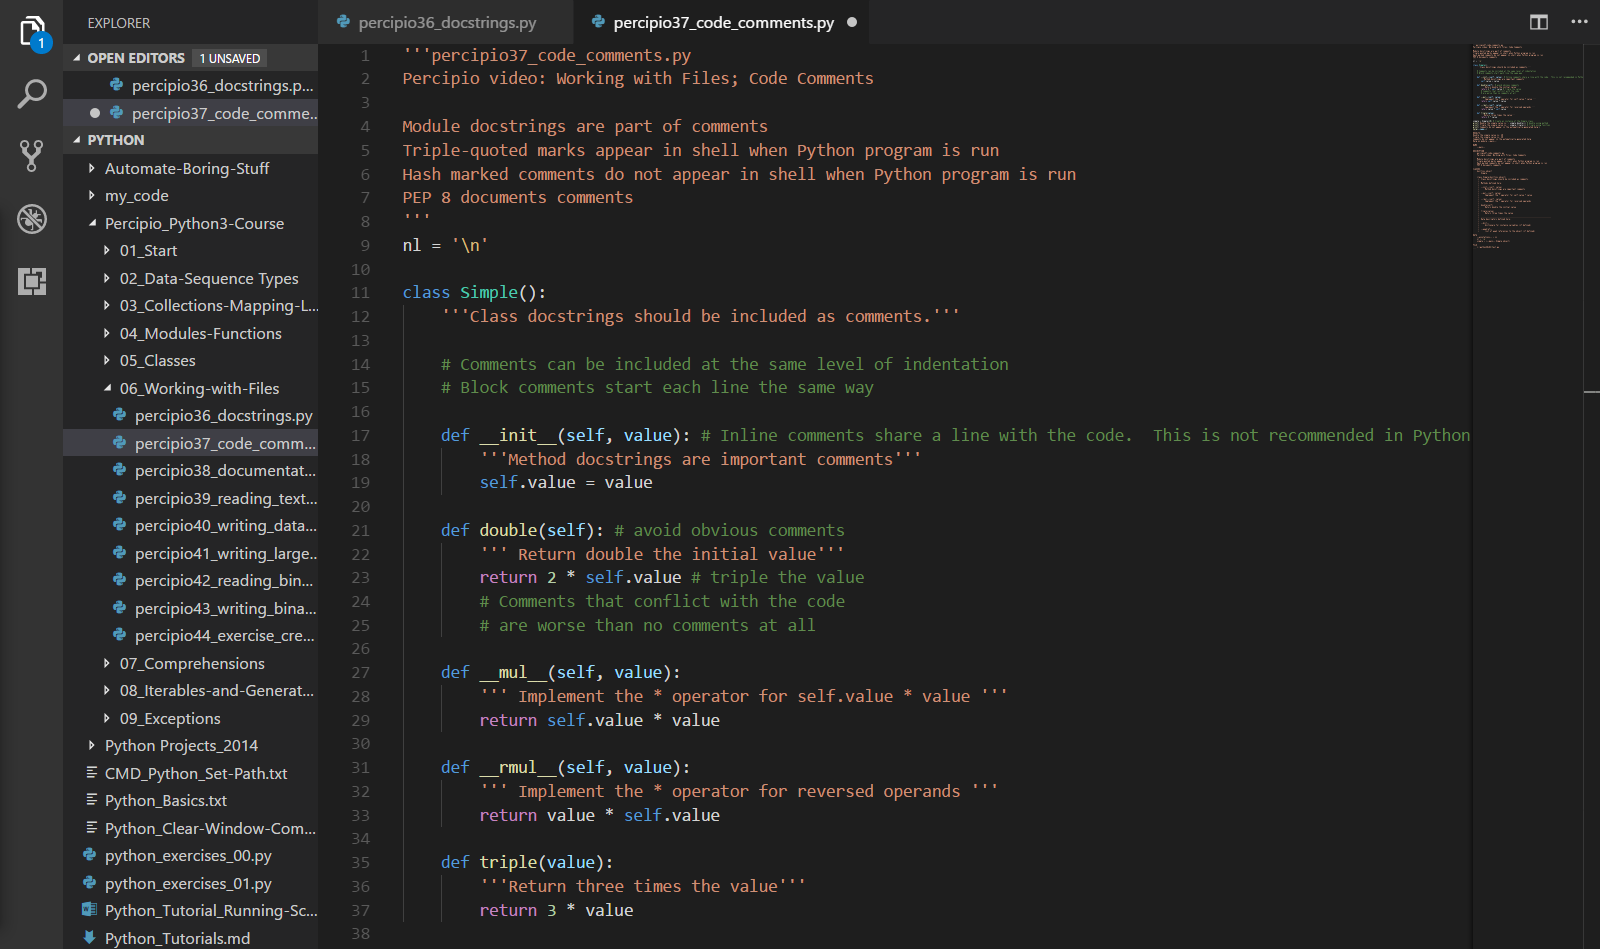 EXPLORER
OPEN EDITORS 1 UNSAVED
percipio36_docstrings.p...
percipio37_code_comme...
PYTHON
Automate-Boring-Stuff
my_code
Percipio_Python3-Course
01_Start
02_Data-Sequence Types
03_Collections-Mapping-L...
04_Modules-Functions
05_Classes
06_Working-with-Files
percipio36_docstrings.py
percipio37_code_comm...
percipio38_documentat...
percipio39_reading_text...
percipio40_writing_data...
percipio41_writing_large...
percipio42_reading_bin...
percipio43_writing_bina...
percipio44_exercise_cre...
07_Comprehensions
08_Iterables-and-Generat...
09_Exceptions
Python Projects_2014
CMD_Python_Set-Path.txt
Python_Basics.txt
Python_Clear-Window-Com...
python_exercises_00.py
python_exercises_01.py
Python_Tutorial_Running-Sc...
Python_Tutorials.md
1
percipio36_docstrings.py percipio37_code_comments.py
1 '''percipio37_code_comments.py
2 Percipio video: Working with Files; Code Comments
3
4 Module docstrings are part of comments
5 Triple-quoted marks appear in shell when Python program is run
6 Hash marked comments do not appear in shell when Python program is run
7 PEP 8 documents comments
8 '''
9 nl = '\n'
10
11 class Simple():
12     '''Class docstrings should be included as comments.'''
13
14     # Comments can be included at the same level of indentation
15     # Block comments start each line the same way
16
17     def __init__(self, value): # Inline comments share a line with the code.  This is not recommended in Python
18         '''Method docstrings are important comments'''
19         self.value = value
20
21     def double(self): # avoid obvious comments
22         ''' Return double the initial value'''
23         return 2 * self.value # triple the value
24         # Comments that conflict with the code
25         # are worse than no comments at all
26
27     def __mul__(self, value):
28         ''' Implement the * operator for self.value * value '''
29         return self.value * value
30
31     def __rmul__(self, value):
32         ''' Implement the * operator for reversed operands '''
33         return value * self.value
34
35     def triple(value):
36         '''Return three times the value'''
37         return 3 * value
38